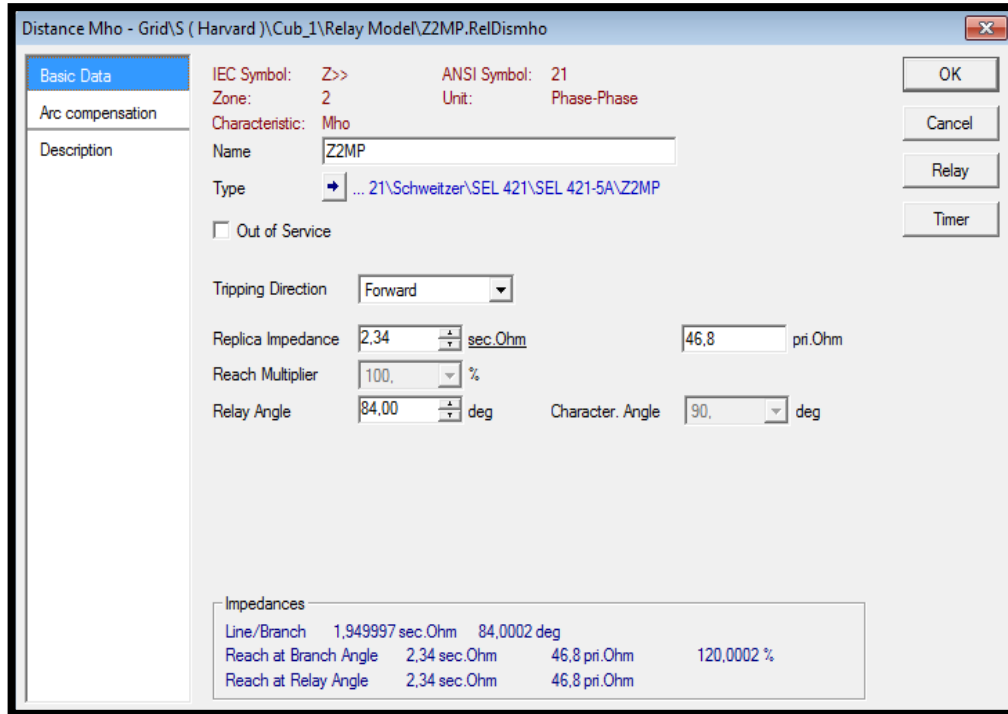 Distance Mho - Grid\S ( Harvard )\Cub_1\Relay Model\Z2MP.RelDismho
Basic Data
Arc compensation
Description
IEC Symbol: Z>> ANSI Symbol: 21
Zone: 2 Unit: Phase-Phase
Characteristic: Mho
Name Z2MP
Type ... 21\Schweitzer\SEL 421\SEL 421-5A\Z2MP
Out of Service
Tripping Direction Forward
Replica Impedance 2,34 sec.Ohm 46,8 pri.Ohm
Reach Multiplier 100, %
Relay Angle 84,00 deg Character. Angle 90, deg
Impedances
Line/Branch 1,949997 sec.Ohm 84,0002 deg
Reach at Branch Angle 2,34 sec.Ohm 46,8 pri.Ohm 120,0002 %
Reach at Relay Angle 2,34 sec.Ohm 46,8 pri.Ohm
OK
Cancel
Relay
Timer